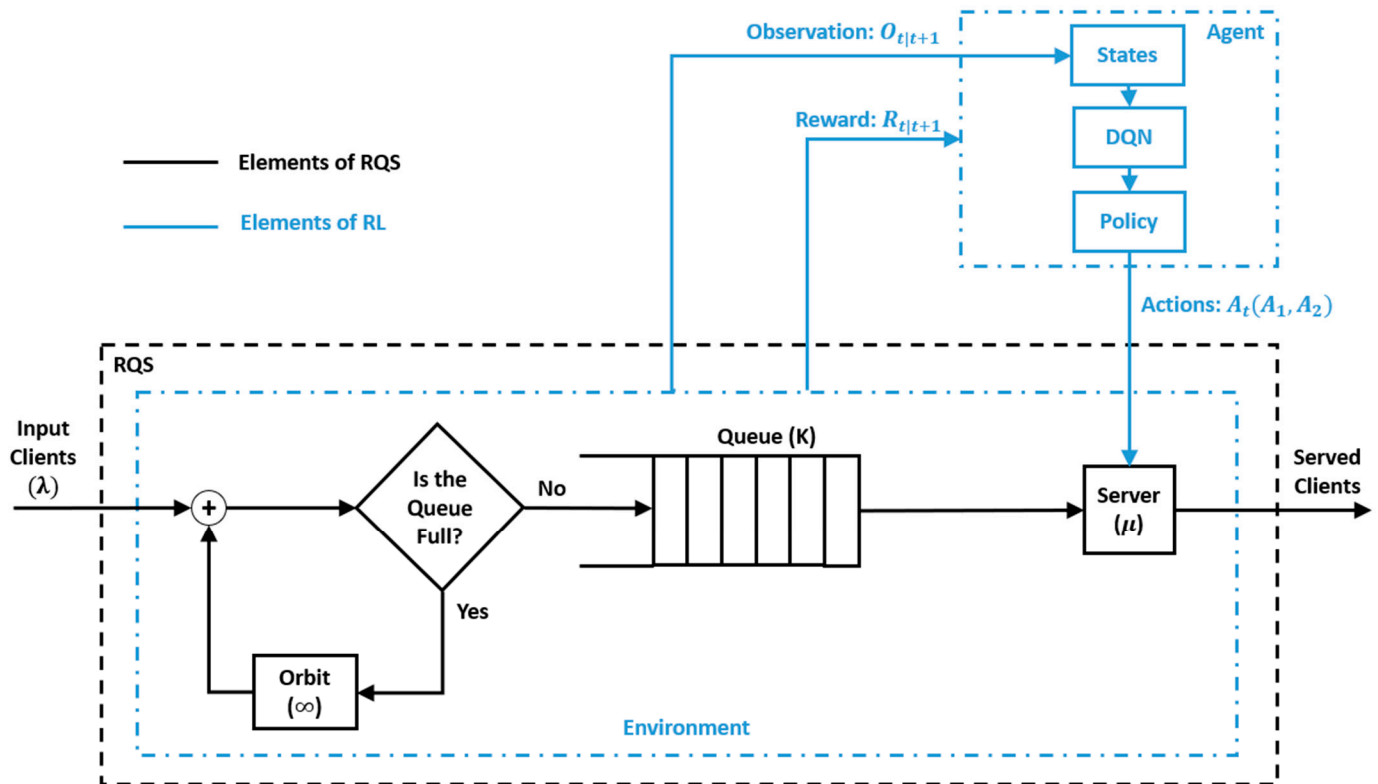 Observation: O_{t|t+1}
Agent
States
Reward: R_{t|t+1}
DQN
Elements of RQS
Policy
Elements of RL
Actions: A_t(A_1, A_2)
RQS
Input
Clients
(λ)
+
Is the
Queue
Full?
No
Yes
Queue (K)
Server
(μ)
Served
Clients
Orbit
(∞)
Environment